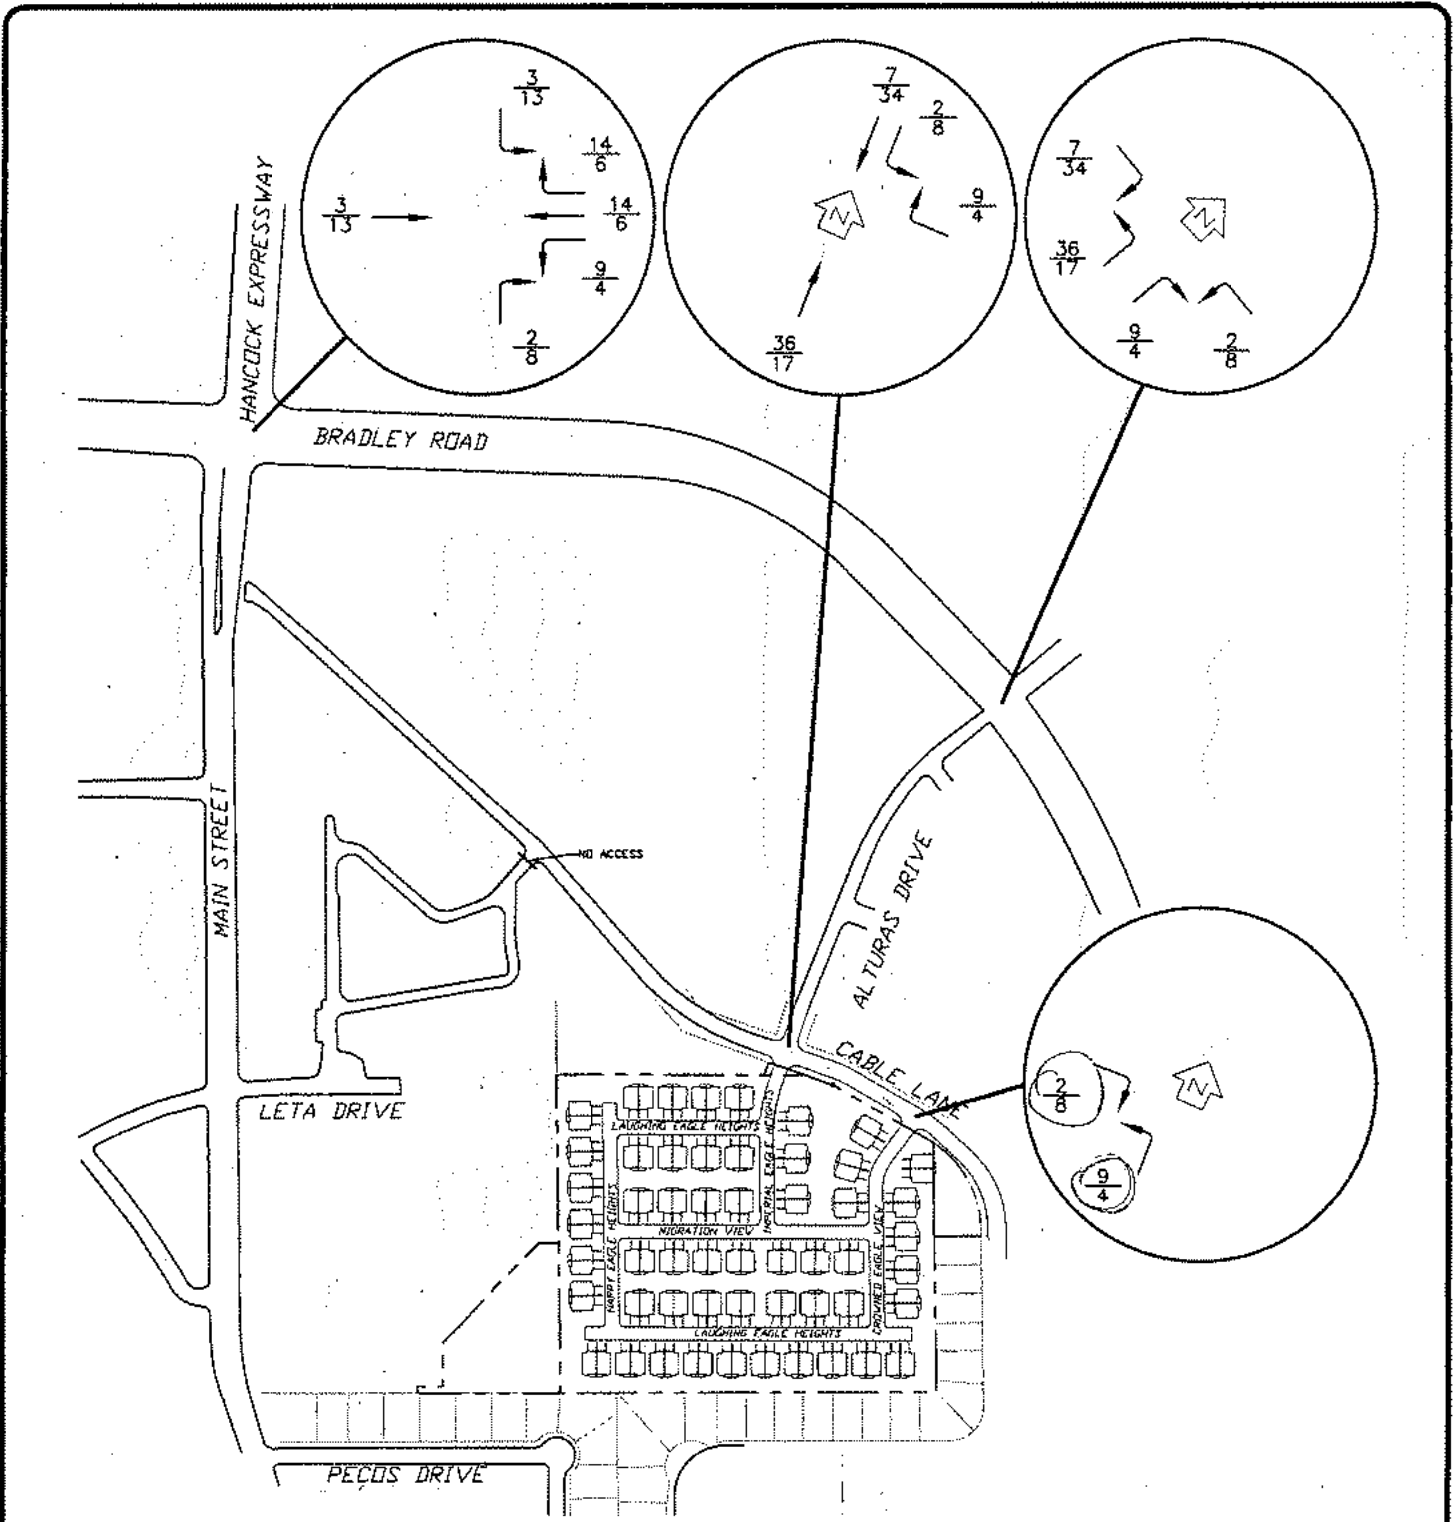 3
13
14
6
3
13
14
6
9
4
2
8
7
34
2
8
9
4
36
17
N
7
34
36
17
9
4
2
8
N
HANCOCK EXPRESSWAY
BRADLEY ROAD
MAIN STREET
NO ACCESS
ALTURAS DRIVE
CABLE LANE
2
8
9
4
N
LETA DRIVE
LAUGHING EAGLE HEIGHTS
IMPERIAL EAGLE HEIGHTS
HAPPY EAGLE HEIGHTS
MIGRATION VIEW
CROWNED EAGLE VIEW
LAUGHING EAGLE HEIGHTS
PECOS DRIVE